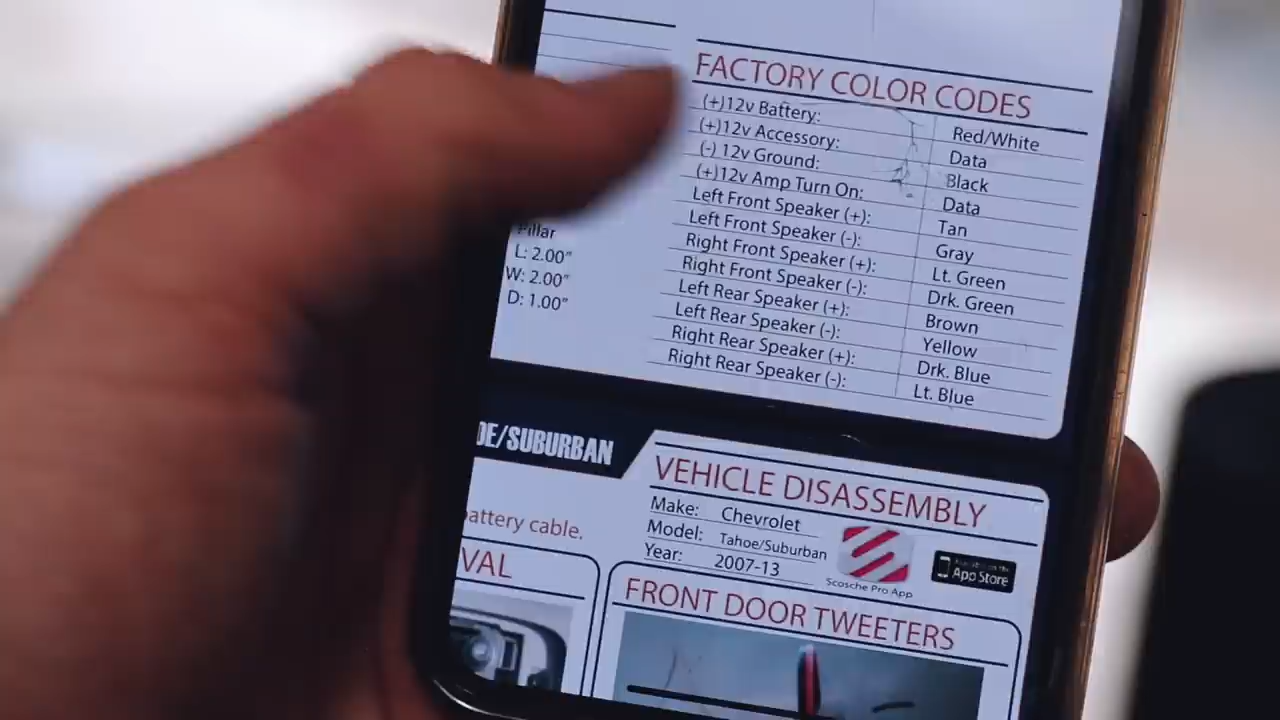 FACTORY COLOR CODES
(+)12v Battery: Red/White
(+)12v Accessory: Data
(-) 12v Ground: Black
(+)12v Amp Turn On: Data
Left Front Speaker (+): Tan
Left Front Speaker (-): Gray
Right Front Speaker (+): Lt. Green
Right Front Speaker (-): Drk. Green
Left Rear Speaker (+): Brown
Left Rear Speaker (-): Yellow
Right Rear Speaker (+): Drk. Blue
Right Rear Speaker (-): Lt. Blue
Pillar
L: 2.00"
W: 2.00"
D: 1.00"
OE/SUBURBAN
battery cable.
VAL
VEHICLE DISASSEMBLY
Make: Chevrolet
Model: Tahoe/Suburban
Year: 2007-13
Scosche Pro App
App Store
FRONT DOOR TWEETERS